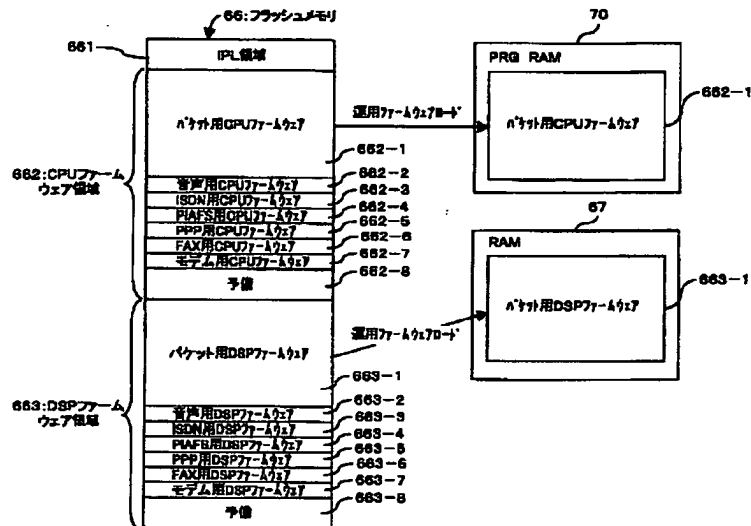 66:フラッシュメモリ
661
IPL領域
パケット用CPUファームウェア
662-1
662:CPUファーム
ウェア領域
音声用CPUファームウェア
662-2
ISDN用CPUファームウェア
662-3
PIAFS用CPUファームウェア
662-4
PPP用CPUファームウェア
662-5
FAX用CPUファームウェア
662-6
モデム用CPUファームウェア
662-7
予備
662-8
パケット用DSPファームウェア
663-1
663:DSPファーム
ウェア領域
音声用DSPファームウェア
663-2
ISDN用DSPファームウェア
663-3
PIAFS用DSPファームウェア
663-4
PPP用DSPファームウェア
663-5
FAX用DSPファームウェア
663-6
モデム用DSPファームウェア
663-7
予備
663-8
運用ファームウェアロード
70
PRG RAM
パケット用CPUファームウェア
662-1
運用ファームウェアロード
67
RAM
パケット用DSPファームウェア
663-1